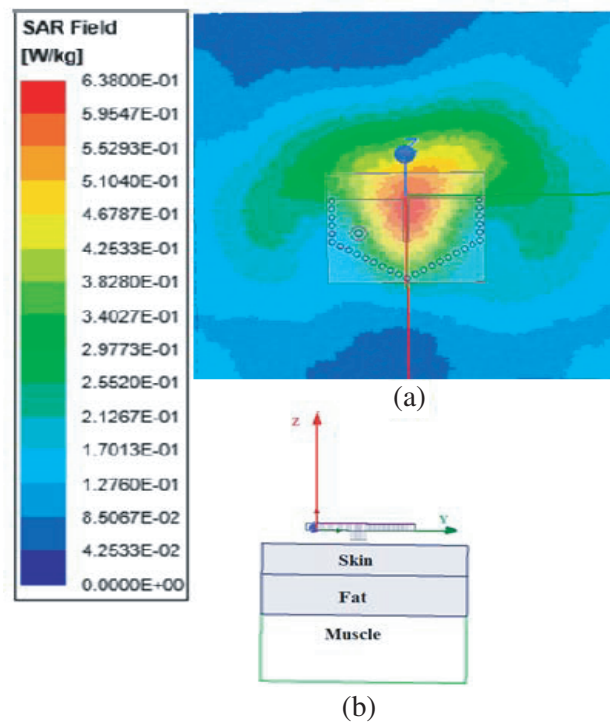 SAR Field
[W/kg]
6.3800E-01
5.9547E-01
5.5293E-01
5.1040E-01
4.6787E-01
4.2533E-01
3.8280E-01
3.4027E-01
2.9773E-01
2.5520E-01
2.1267E-01
1.7013E-01
1.2760E-01
8.5067E-02
4.2533E-02
0.0000E+00
Z
(a)
Z
Y
Skin
Fat
Muscle
(b)